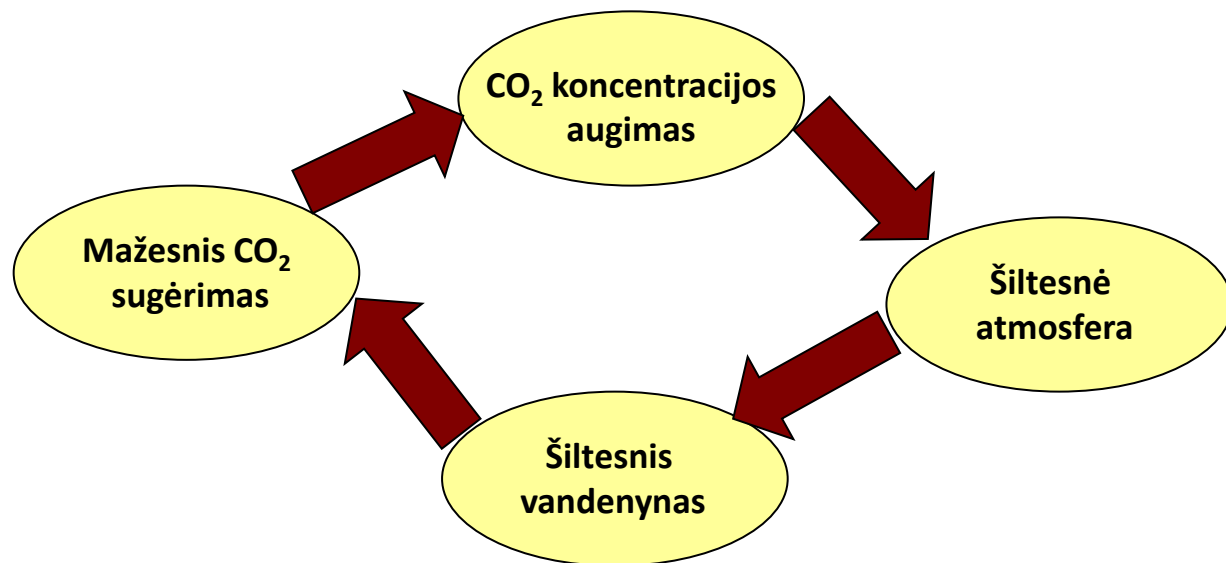 CO₂ koncentracijos
augimas
Mažesnis CO₂
sugėrimas
Šiltesnė
atmosfera
Šiltesnis
vandenynas